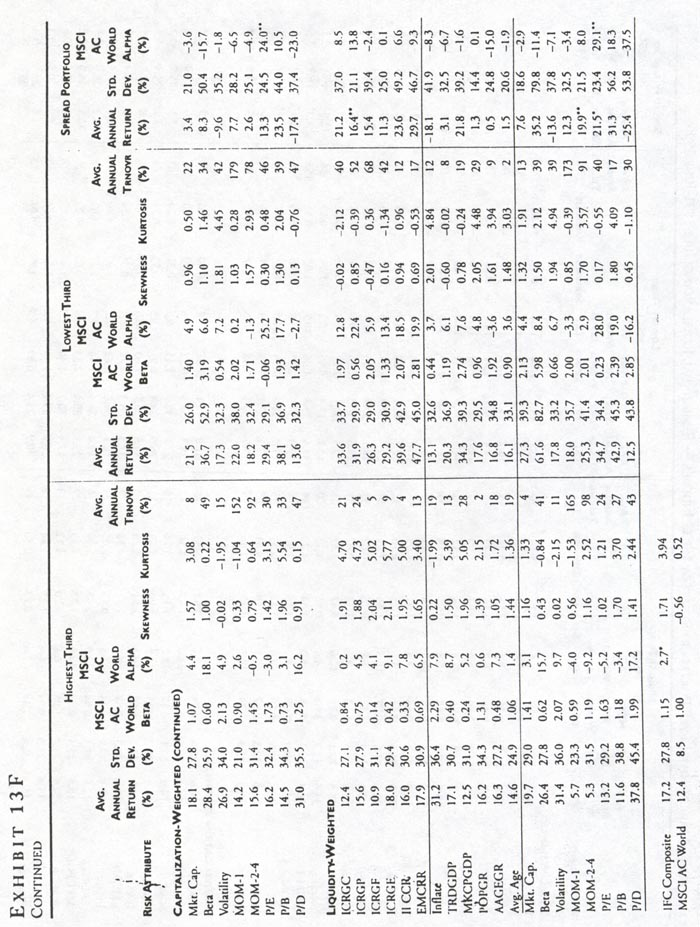 EXHIBIT 13F
CONTINUED
HIGHEST THIRD LOWEST THIRD SPREAD PORTFOLIO
MSCI MSCI MSCI MSCI MSCI
AVG. AC AC AVG. AVG. AC AC AVG. AVG. AC
ANNUAL STD. WORLD WORLD ANNUAL ANNUAL STD. WORLD WORLD ANNUAL ANNUAL STD. WORLD
RETURN DEV. BETA ALPHA SKEWNESS KURTOSIS TRNOVR RETURN DEV. BETA ALPHA SKEWNESS KURTOSIS TRNOVR RETURN DEV. ALPHA
RISK ATTRIBUTE (%) (%) (%) (%) (%) (%) (%) (%) (%) (%) (%)
CAPITALIZATION-WEIGHTED (CONTINUED)
Mkt. Cap. 18.1 27.8 1.07 4.4 1.57 3.08 8 21.5 26.0 1.40 4.9 0.96 0.50 22 3.4 21.0 -3.6
Beta 28.4 25.9 0.60 18.1 1.00 0.22 49 36.7 52.9 3.19 6.6 1.10 1.46 34 8.3 50.4 -15.7
Volatility 26.9 34.0 2.13 4.9 -0.02 -1.95 15 17.3 32.3 0.54 7.2 1.81 4.45 42 -9.6 35.2 -1.8
MOM-1 14.2 21.0 0.90 2.6 0.33 -1.04 152 22.0 38.0 2.02 0.2 1.03 0.28 179 7.7 28.2 -6.5
MOM-2-4 15.6 31.4 1.45 -0.5 0.79 0.64 92 18.2 32.4 1.71 -1.3 1.57 2.93 78 2.6 25.1 -4.9
P/E 16.2 32.4 1.73 -3.0 1.42 3.15 30 29.4 29.1 -0.06 25.2 0.30 0.48 46 13.3 24.5 24.0**
P/B 14.5 34.3 0.73 3.1 1.96 5.54 33 38.1 36.9 1.93 17.7 1.30 2.04 39 23.5 44.0 10.5
P/D 31.0 35.5 1.25 16.2 0.91 0.15 47 13.6 32.3 1.42 -2.7 0.13 -0.76 47 -17.4 37.4 -23.0
LIQUIDITY-WEIGHTED
ICRGC 12.4 27.1 0.84 0.2 1.91 4.70 21 33.6 33.7 1.97 12.8 -0.02 -2.12 40 21.2 37.0 8.5
ICRGP 15.6 27.9 0.75 4.5 1.88 4.73 24 31.9 29.9 0.56 22.4 0.85 -0.39 52 16.4** 21.1 13.8
ICRGF 10.9 31.1 0.14 4.1 2.04 5.02 5 26.3 29.0 2.05 5.9 -0.47 0.36 68 15.4 39.4 -2.4
ICRGE 18.0 29.4 0.42 9.1 2.11 5.77 9 29.2 30.9 1.33 13.4 0.16 -1.34 42 11.3 25.0 0.1
II CCR 16.0 30.6 0.33 7.8 1.95 5.00 4 39.6 42.9 2.07 18.5 0.94 0.96 12 23.6 49.2 6.6
EMCRR 17.9 30.9 0.69 6.5 1.65 3.40 13 47.7 45.0 2.81 19.9 0.69 -0.53 17 29.7 46.7 9.3
Inflate 31.2 36.4 2.29 7.9 0.22 -1.99 19 13.1 32.6 0.44 3.7 2.01 4.84 12 -18.1 41.9 -8.3
TRDGDP 17.1 30.7 0.40 8.7 1.50 5.39 13 20.3 36.9 1.19 6.1 -0.60 -0.02 8 3.1 32.5 -6.7
MKCPGDP 12.5 31.0 0.24 5.2 1.96 5.05 28 34.3 39.3 2.74 7.6 0.78 -0.24 19 21.8 39.2 -1.6
POPGR 16.2 34.3 1.31 0.6 1.39 2.15 2 17.6 29.5 0.96 4.8 2.05 4.48 29 1.3 14.4 0.1
AAGEGR 16.3 27.2 0.48 7.3 1.05 1.72 18 16.8 34.8 1.92 -3.6 1.61 3.94 9 0.5 24.8 -15.0
Avg. Age 14.6 24.9 1.06 1.4 1.44 1.36 19 16.1 33.1 0.90 3.6 1.48 3.03 2 1.5 20.6 -1.9
Mkt. Cap. 19.7 29.0 1.41 3.1 1.16 1.33 4 27.3 39.3 2.13 4.4 1.32 1.91 13 7.6 18.6 -2.9
Beta 26.4 27.8 0.62 15.7 0.43 -0.84 41 61.6 82.7 5.98 8.4 1.50 2.12 39 35.2 79.8 -11.4
Volatility 31.4 36.0 2.07 9.7 0.02 -2.15 11 17.8 33.2 0.66 6.7 1.94 4.94 39 -13.6 37.8 -7.1
MOM-1 5.7 23.3 0.59 -4.0 0.56 -1.53 165 18.0 35.7 2.00 -3.3 0.85 -0.39 173 12.3 32.5 -3.4
MOM-2-4 5.3 31.5 1.19 -9.2 1.16 2.52 98 25.3 41.4 2.01 2.9 1.70 3.57 91 19.9** 21.5 8.0
P/E 13.2 29.2 1.63 -5.2 1.02 1.21 24 34.7 34.4 0.23 28.0 0.17 -0.55 40 21.5* 23.4 29.1**
P/B 11.6 38.8 1.18 -3.4 1.70 3.70 27 42.9 45.3 2.39 19.0 1.80 4.09 17 31.3 56.2 18.3
P/D 37.8 45.4 1.99 17.2 1.41 2.44 43 12.5 43.8 2.85 -16.2 0.45 -1.10 30 -25.4 53.8 -37.5
IFC Composite 17.2 27.8 1.15 2.7* 1.71 3.94
MSCI AC World 12.4 8.5 1.00 -0.56 0.52